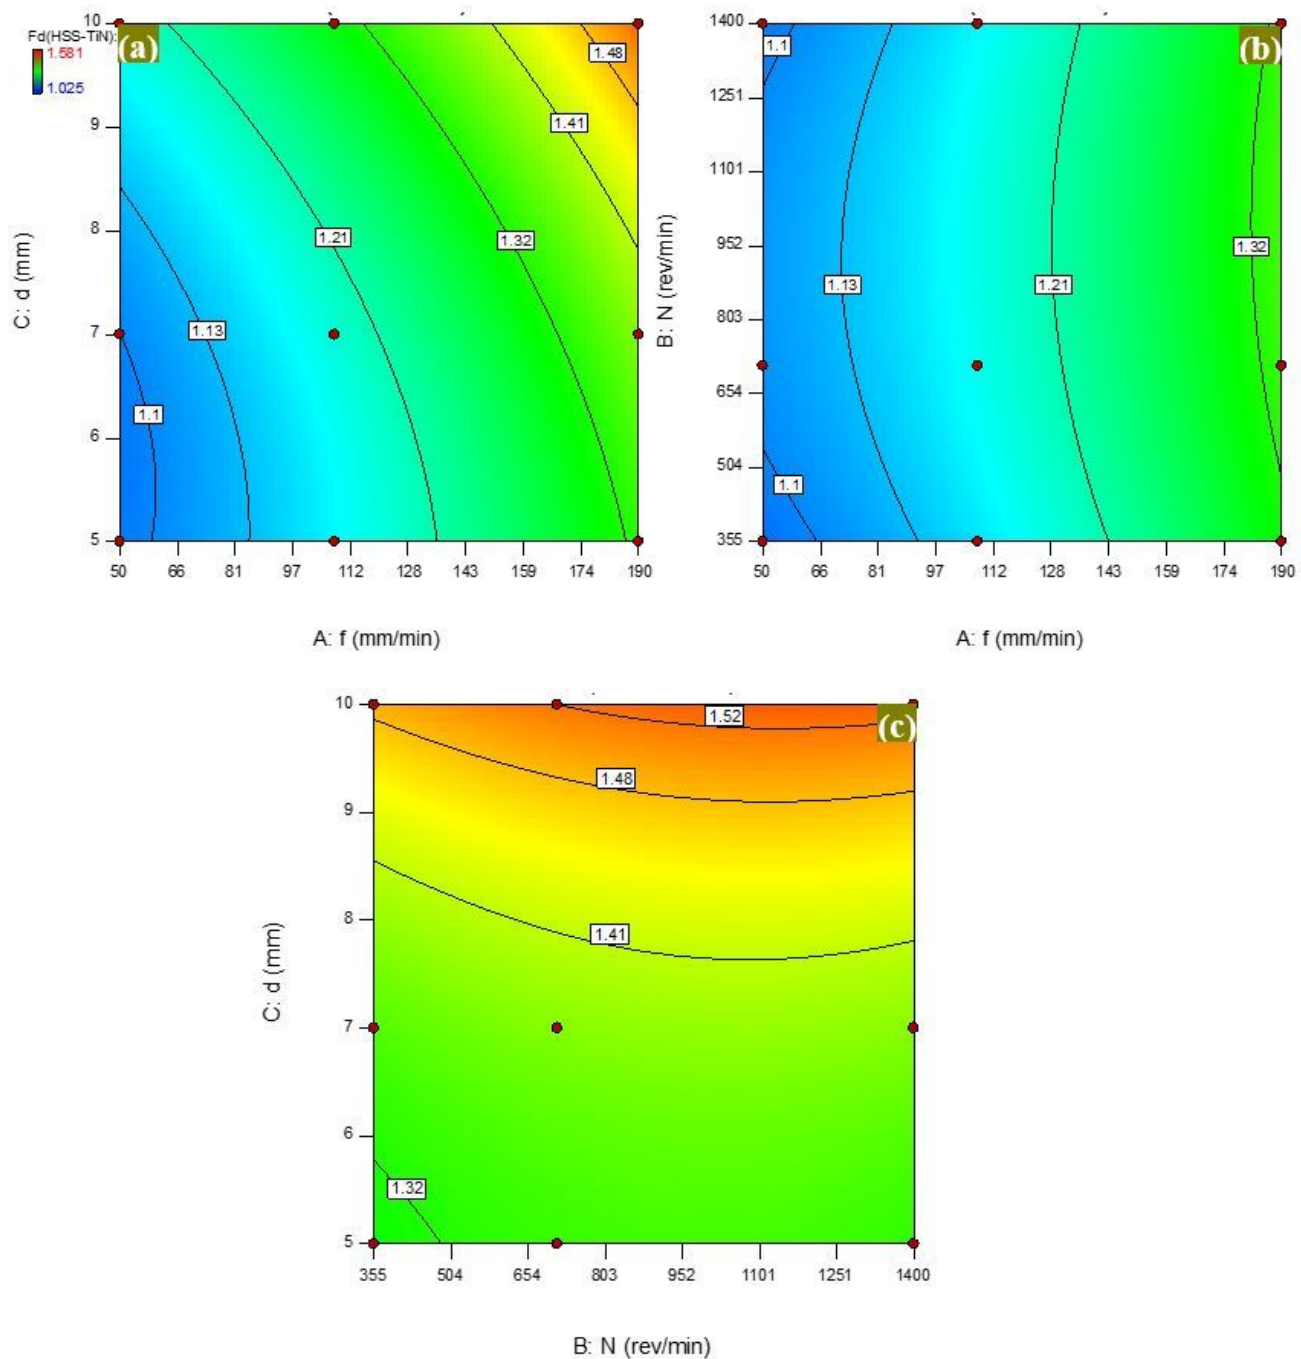 Fd(HSS-TiN):
1.581
1.025
(a)
10
9
8
7
6
5
C: d (mm)
1.48
1.41
1.21
1.32
1.13
1.1
50 66 81 97 112 128 143 159 174 190
A: f (mm/min)
(b)
1400
1251
1101
952
803
654
504
355
B: N (rev/min)
1.1
1.32
1.13
1.21
1.1
50 66 81 97 112 128 143 159 174 190
A: f (mm/min)
(c)
10
9
8
7
6
5
C: d (mm)
1.52
1.48
1.41
1.32
355 504 654 803 952 1101 1251 1400
B: N (rev/min)